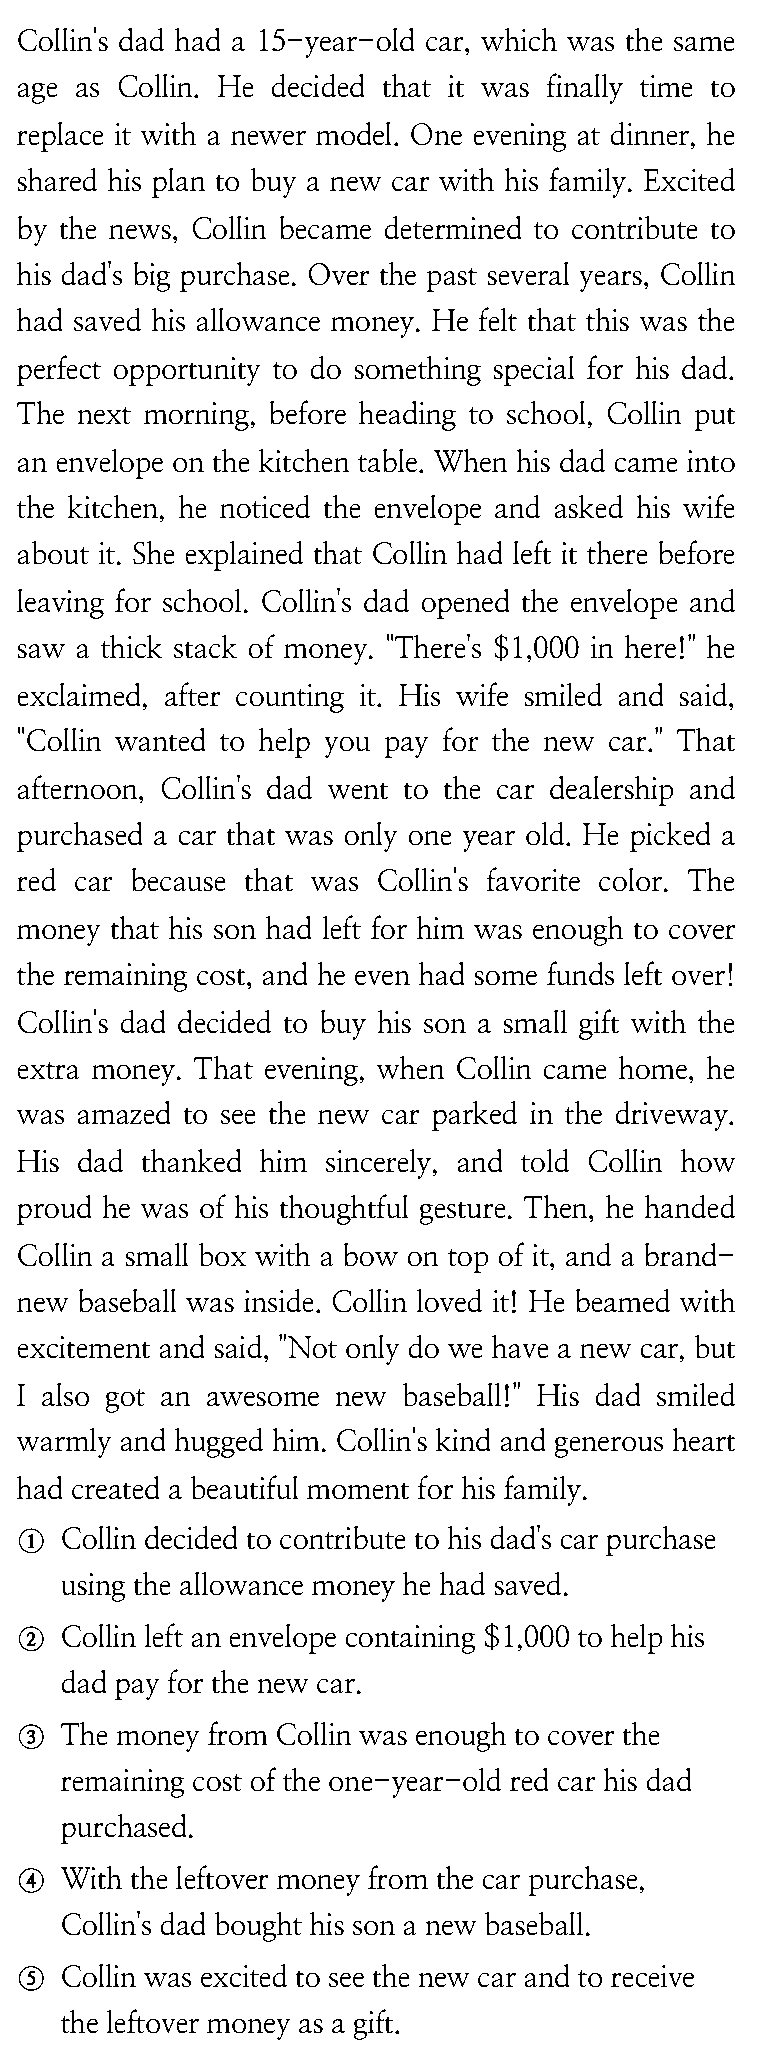 Collin's dad had a 15-year-old car, which was the same
age as Collin. He decided that it was finally time to
replace it with a newer model. One evening at dinner, he
shared his plan to buy a new car with his family. Excited
by the news, Collin became determined to contribute to
his dad's big purchase. Over the past several years, Collin
had saved his allowance money. He felt that this was the
perfect opportunity to do something special for his dad.
The next morning, before heading to school, Collin put
an envelope on the kitchen table. When his dad came into
the kitchen, he noticed the envelope and asked his wife
about it. She explained that Collin had left it there before
leaving for school. Collin's dad opened the envelope and
saw a thick stack of money. "There's $1,000 in here!" he
exclaimed, after counting it. His wife smiled and said,
"Collin wanted to help you pay for the new car." That
afternoon, Collin's dad went to the car dealership and
purchased a car that was only one year old. He picked a
red car because that was Collin's favorite color. The
money that his son had left for him was enough to cover
the remaining cost, and he even had some funds left over!
Collin's dad decided to buy his son a small gift with the
extra money. That evening, when Collin came home, he
was amazed to see the new car parked in the driveway.
His dad thanked him sincerely, and told Collin how
proud he was of his thoughtful gesture. Then, he handed
Collin a small box with a bow on top of it, and a brand-
new baseball was inside. Collin loved it! He beamed with
excitement and said, "Not only do we have a new car, but
I also got an awesome new baseball!" His dad smiled
warmly and hugged him. Collin's kind and generous heart
had created a beautiful moment for his family.
① Collin decided to contribute to his dad's car purchase
using the allowance money he had saved.
② Collin left an envelope containing $1,000 to help his
dad pay for the new car.
③ The money from Collin was enough to cover the
remaining cost of the one-year-old red car his dad
purchased.
④ With the leftover money from the car purchase,
Collin's dad bought his son a new baseball.
⑤ Collin was excited to see the new car and to receive
the leftover money as a gift.